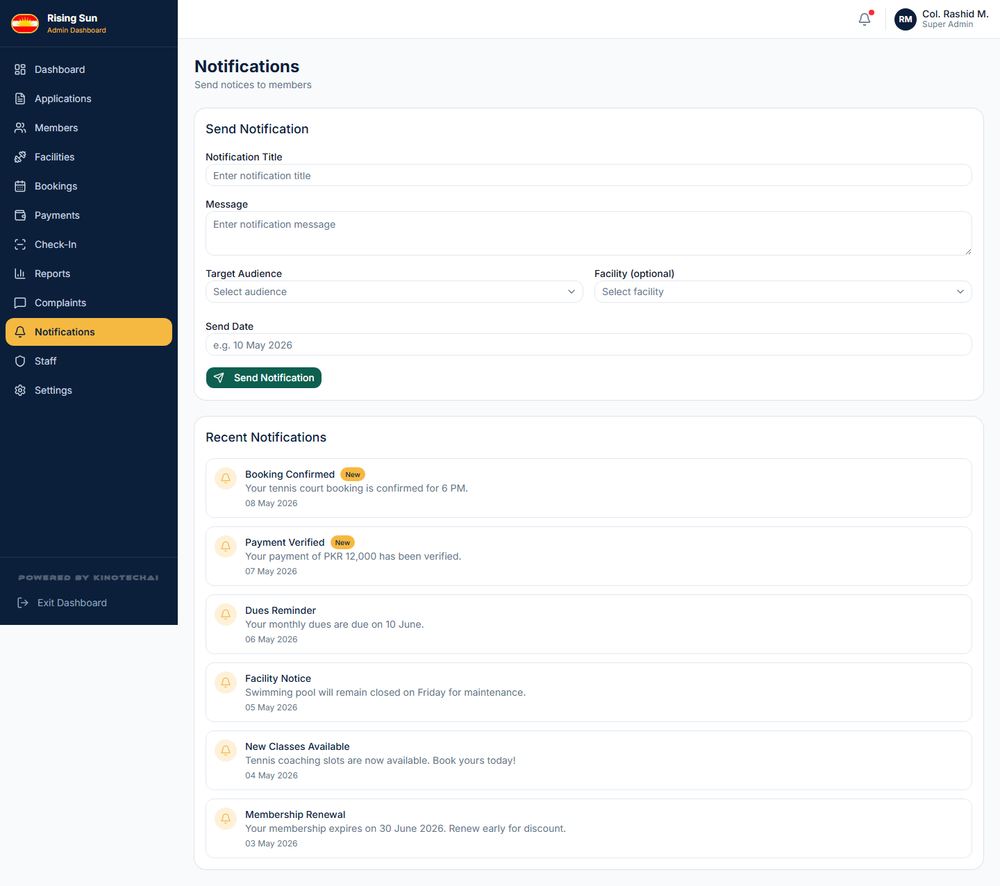 Rising Sun
Admin Dashboard
Dashboard
Applications
Members
Facilities
Bookings
Payments
Check-In
Reports
Complaints
Notifications
Staff
Settings
POWERED BY KINOTECHAI
Exit Dashboard
RM
Col. Rashid M.
Super Admin
Notifications
Send notices to members
Send Notification
Notification Title
Enter notification title
Message
Enter notification message
Target Audience
Select audience
Facility (optional)
Select facility
Send Date
e.g. 10 May 2026
Send Notification
Recent Notifications
Booking Confirmed New
Your tennis court booking is confirmed for 6 PM.
08 May 2026
Payment Verified New
Your payment of PKR 12,000 has been verified.
07 May 2026
Dues Reminder
Your monthly dues are due on 10 June.
06 May 2026
Facility Notice
Swimming pool will remain closed on Friday for maintenance.
05 May 2026
New Classes Available
Tennis coaching slots are now available. Book yours today!
04 May 2026
Membership Renewal
Your membership expires on 30 June 2026. Renew early for discount.
03 May 2026